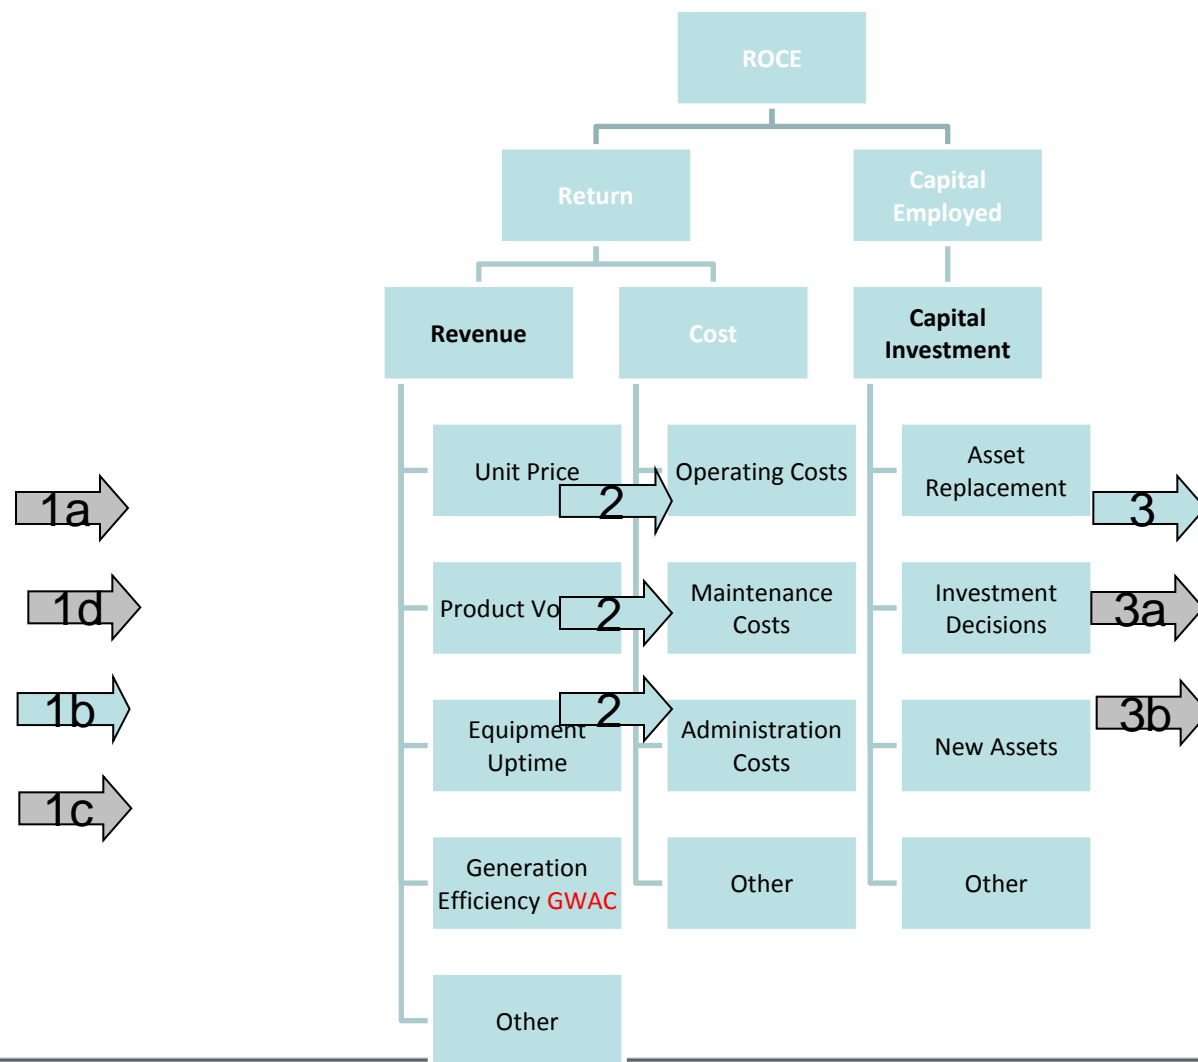 ROCE
Return
Capital
Employed
Revenue
Cost
Capital
Investment
Unit Price
Operating Costs
Asset
Replacement
1a
2
3
Product Vo
Maintenance
Costs
Investment
Decisions
1d
2
3a
Equipment
Uptime
Administration
Costs
New Assets
1b
2
3b
1c
Generation
Efficiency GWAC
Other
Other
Other